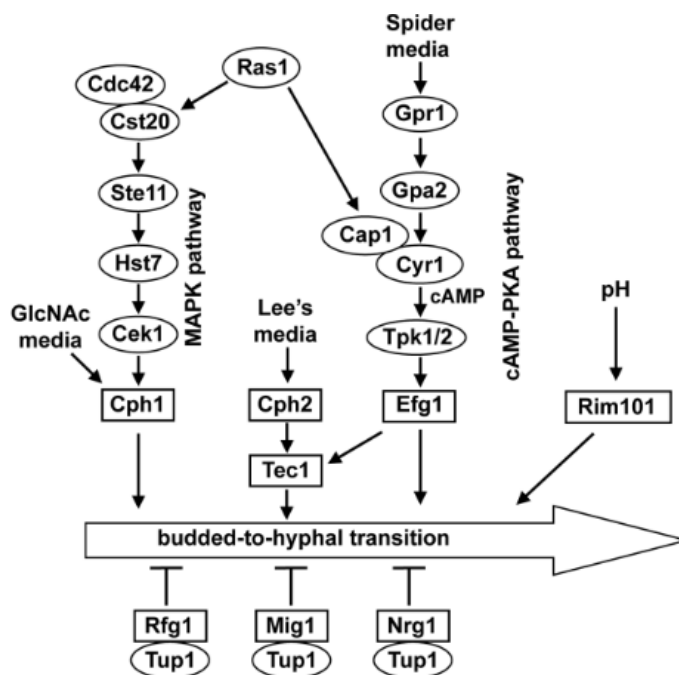 Spider
media
Ras1
Cdc42
Cst20
Gpr1
Ste11
Gpa2
Cap1
Hst7
Cyr1
MAPK pathway
cAMP-PKA pathway
GlcNAc
media
Lee's
media
cAMP
pH
Cek1
Tpk1/2
Cph1
Cph2
Efg1
Rim101
Tec1
budded-to-hyphal transition
Rfg1
Mig1
Nrg1
Tup1
Tup1
Tup1